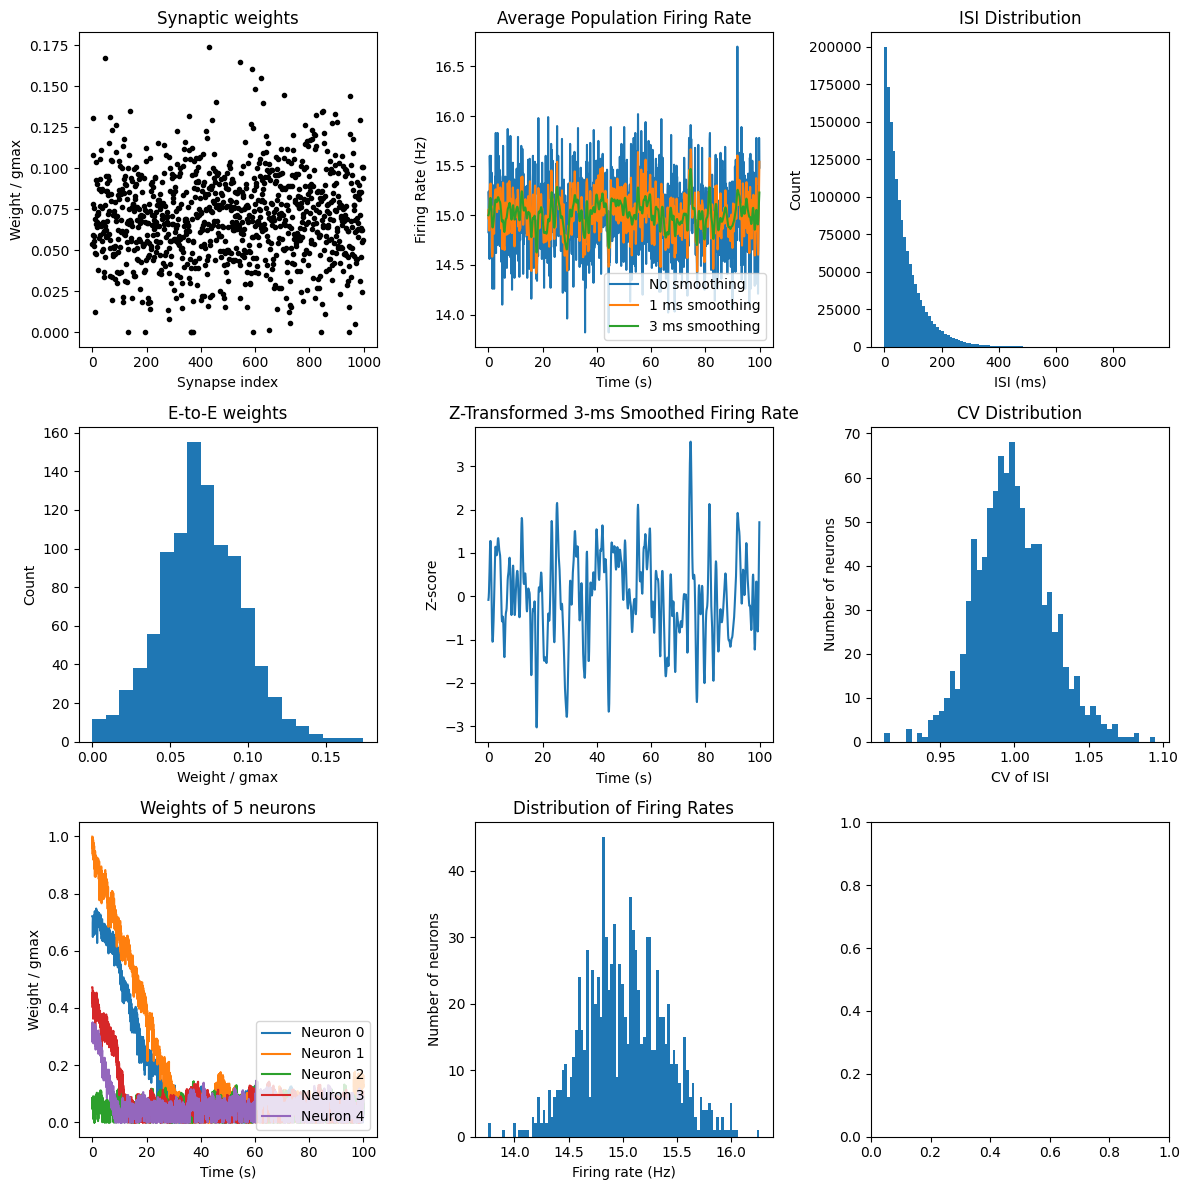 Synaptic weights
0.175
0.150
0.125
0.100
0.075
0.050
0.025
0.000
Weight / gmax
0 200 400 600 800 1000
Synapse index
Average Population Firing Rate
16.5
16.0
15.5
15.0
14.5
14.0
Firing Rate (Hz)
No smoothing
1 ms smoothing
3 ms smoothing
0 20 40 60 80 100
Time (s)
ISI Distribution
200000
175000
150000
125000
100000
75000
50000
25000
0
Count
0 200 400 600 800
ISI (ms)
E-to-E weights
160
140
120
100
80
60
40
20
0
Count
0.00 0.05 0.10 0.15
Weight / gmax
Z-Transformed 3-ms Smoothed Firing Rate
3
2
1
0
−1
−2
−3
Z-score
0 20 40 60 80 100
Time (s)
CV Distribution
70
60
50
40
30
20
10
0
Number of neurons
0.95 1.00 1.05 1.10
CV of ISI
Weights of 5 neurons
1.0
0.8
0.6
0.4
0.2
0.0
Weight / gmax
Neuron 0
Neuron 1
Neuron 2
Neuron 3
Neuron 4
0 20 40 60 80 100
Time (s)
Distribution of Firing Rates
40
30
20
10
0
Number of neurons
14.0 14.5 15.0 15.5 16.0
Firing rate (Hz)
1.0
0.8
0.6
0.4
0.2
0.0
0.0 0.2 0.4 0.6 0.8 1.0